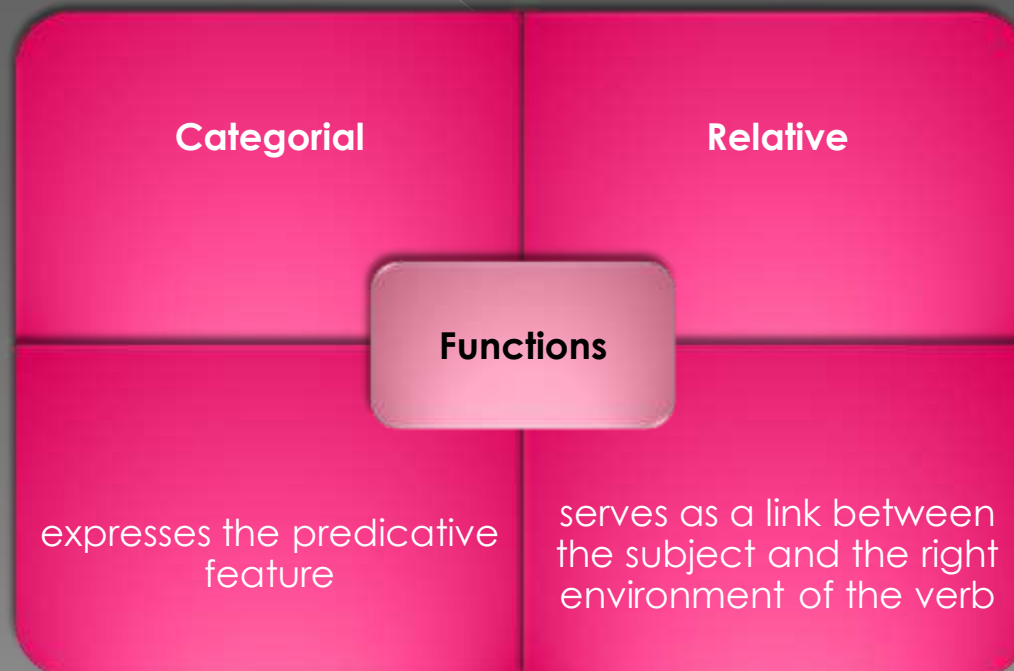 Categorial
Relative
Functions
expresses the predicative
feature
serves as a link between
the subject and the right
environment of the verb